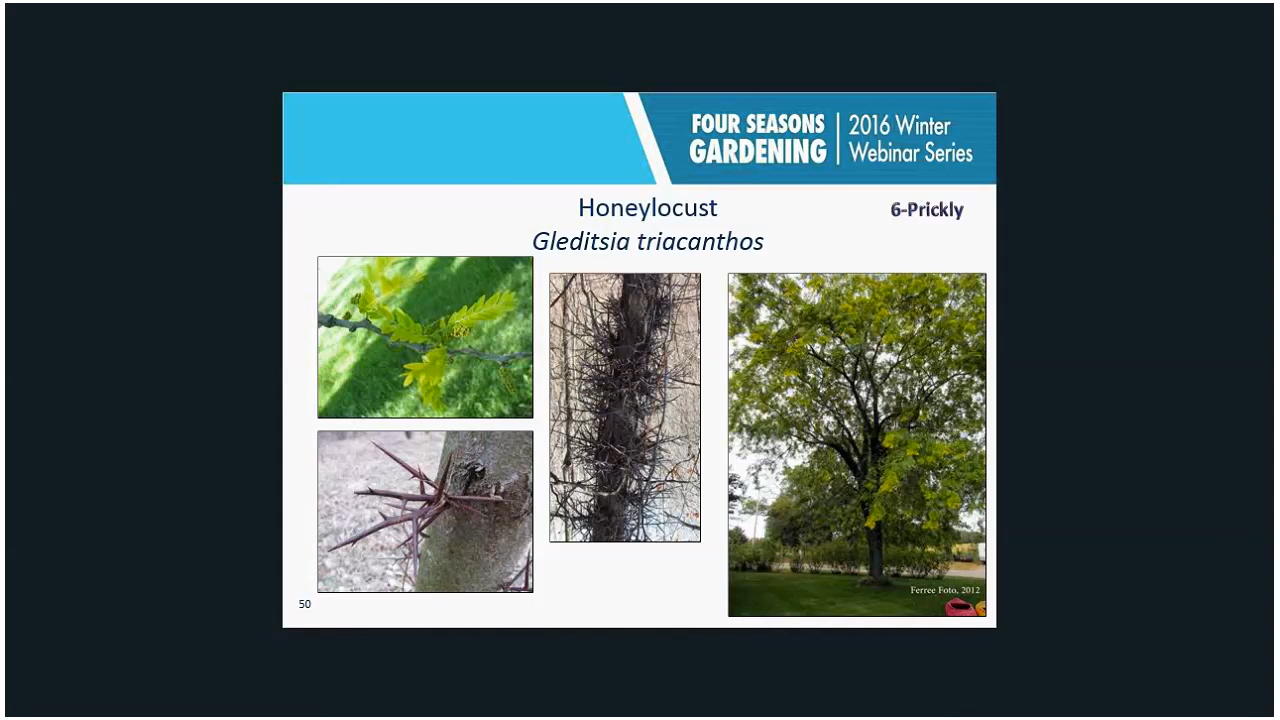 FOUR SEASONS
GARDENING
2016 Winter
Webinar Series
Honeylocust
6-Prickly
Gleditsia triacanthos
Ferree Foto, 2012
50